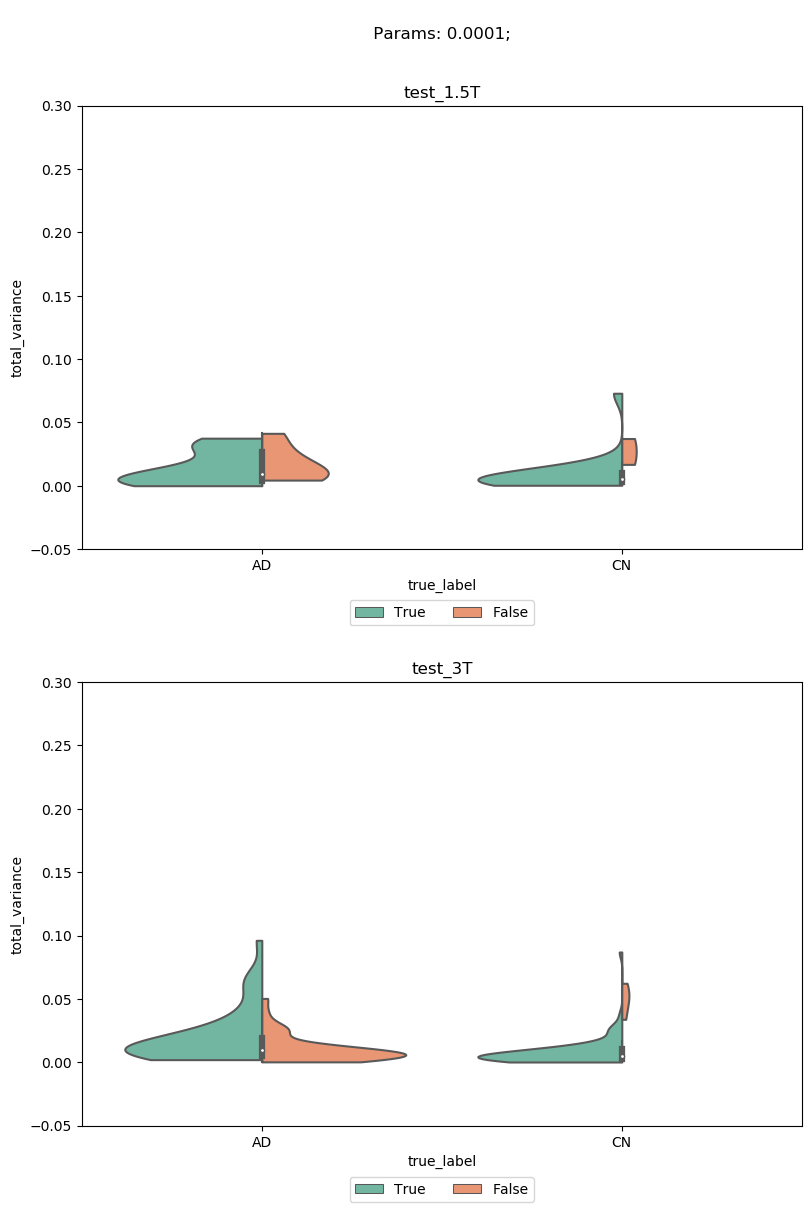 Params: 0.0001;
test_1.5T
0.30
0.25
0.20
0.15
0.10
0.05
0.00
−0.05
total_variance
AD
CN
true_label
True
False
test_3T
0.30
0.25
0.20
0.15
0.10
0.05
0.00
−0.05
total_variance
AD
CN
true_label
True
False